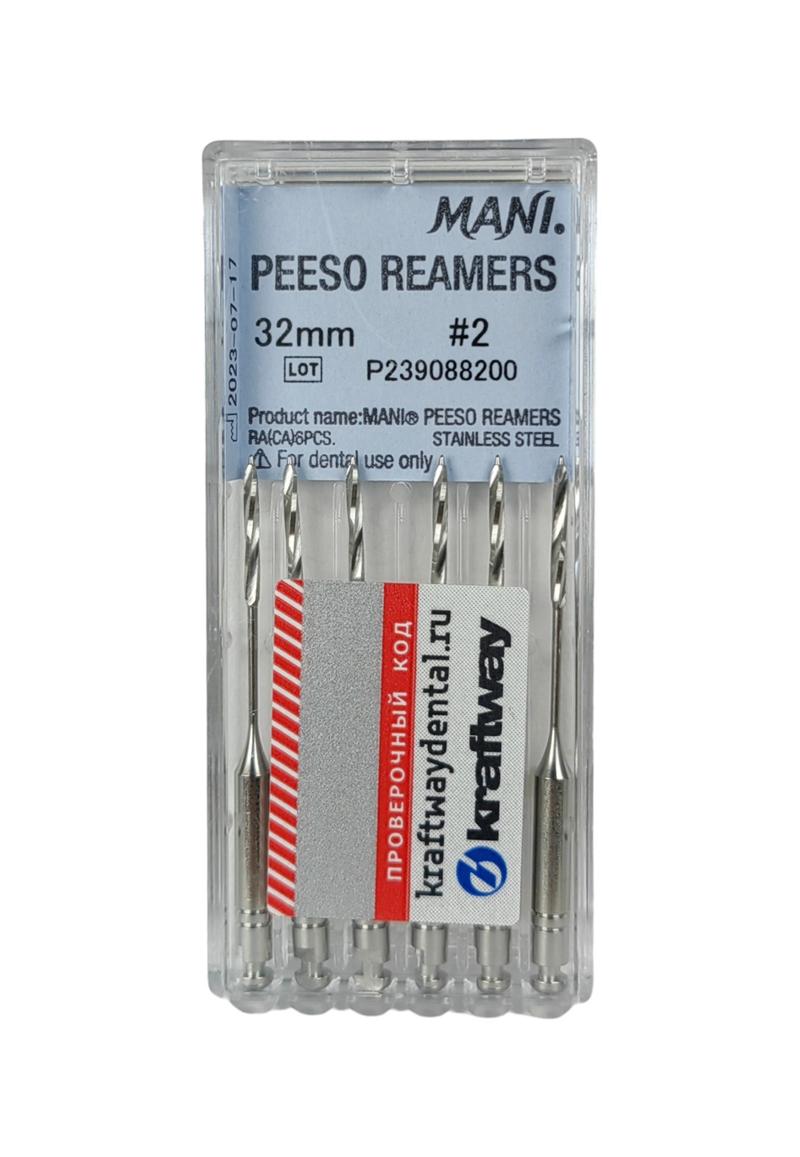 MANI®
PEESO REAMERS
32mm #2
LOT P239088200
2023-07-17
Product name:MANI® PEESO REAMERS
RA(CA)6PCS. STAINLESS STEEL
For dental use only
ПРОВЕРОЧНЫЙ КОД
kraftwaydental.ru
kraftway